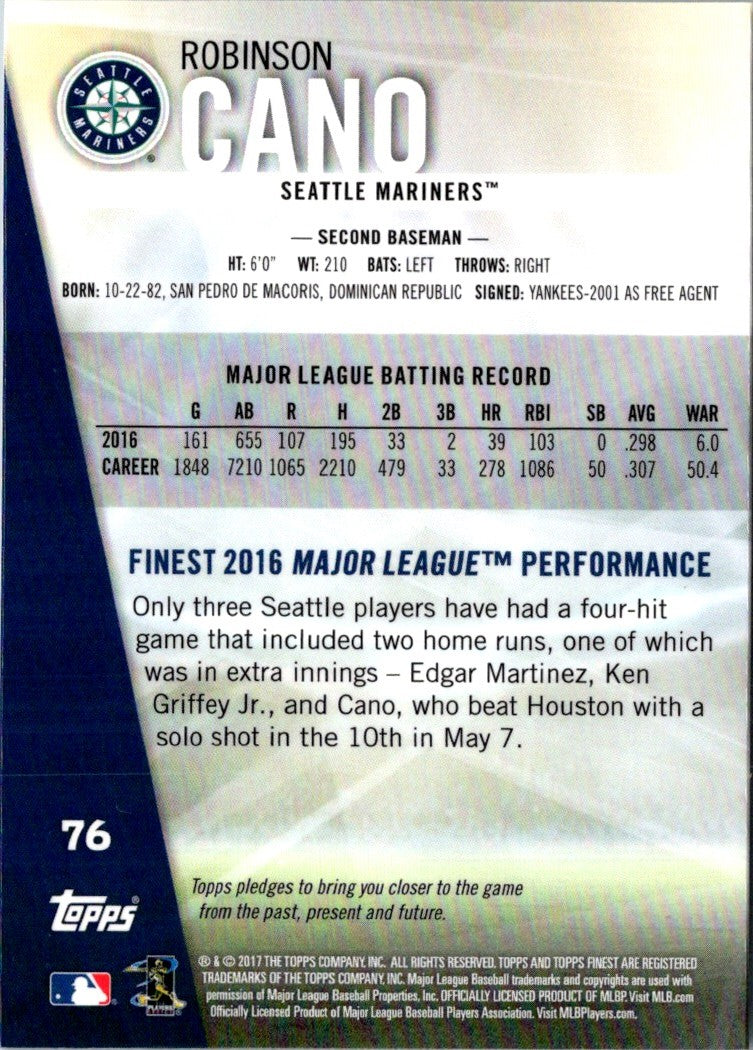 ROBINSON
CANO
SEATTLE
MARINERS
®
SEATTLE MARINERS™
— SECOND BASEMAN —
HT: 6'0" WT: 210 BATS: LEFT THROWS: RIGHT
BORN: 10-22-82, SAN PEDRO DE MACORIS, DOMINICAN REPUBLIC SIGNED: YANKEES-2001 AS FREE AGENT
MAJOR LEAGUE BATTING RECORD
G AB R H 2B 3B HR RBI SB AVG WAR
2016 161 655 107 195 33 2 39 103 0 .298 6.0
CAREER 1848 7210 1065 2210 479 33 278 1086 50 .307 50.4
FINEST 2016 MAJOR LEAGUE™ PERFORMANCE
Only three Seattle players have had a four-hit
game that included two home runs, one of which
was in extra innings – Edgar Martinez, Ken
Griffey Jr., and Cano, who beat Houston with a
solo shot in the 10th in May 7.
76
Topps®
Topps pledges to bring you closer to the game
from the past, present and future.
® & © 2017 THE TOPPS COMPANY, INC. ALL RIGHTS RESERVED. TOPPS AND TOPPS FINEST ARE REGISTERED
TRADEMARKS OF THE TOPPS COMPANY, INC. Major League Baseball trademarks and copyrights are used with
permission of Major League Baseball Properties, Inc. OFFICIALLY LICENSED PRODUCT OF MLBP. Visit MLB.com
Officially Licensed Product of Major League Baseball Players Association. Visit MLBPlayers.com.